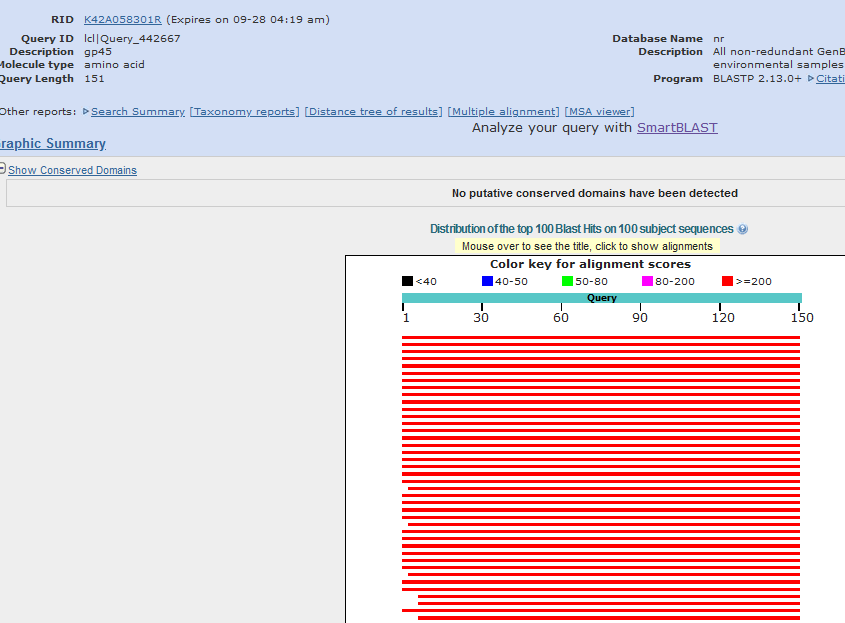 RID K42A058301R (Expires on 09-28 04:19 am)
Query ID lcl|Query_442667
Description gp45
Molecule type amino acid
Query Length 151
Database Name nr
Description All non-redundant GenB
environmental samples
Program BLASTP 2.13.0+ Citati
Other reports: Search Summary [Taxonomy reports] [Distance tree of results] [Multiple alignment] [MSA viewer]
Analyze your query with SmartBLAST
raphic Summary
Show Conserved Domains
No putative conserved domains have been detected
Distribution of the top 100 Blast Hits on 100 subject sequences
Mouse over to see the title, click to show alignments
Color key for alignment scores
<40 40-50 50-80 80-200 >=200
Query
1 30 60 90 120 150